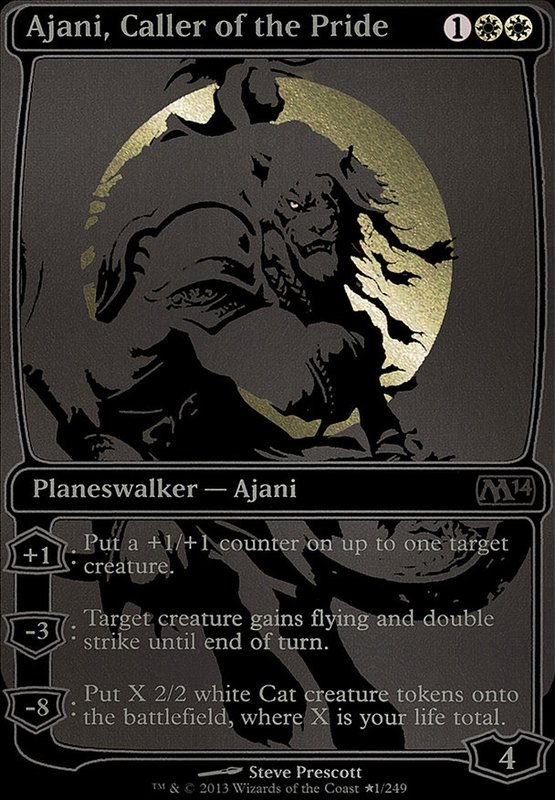 Ajani, Caller of the Pride 1
Planeswalker — Ajani M14
+1: Put a +1/+1 counter on up to one target
creature.
-3: Target creature gains flying and double
strike until end of turn.
-8: Put X 2/2 white Cat creature tokens onto
the battlefield, where X is your life total.
4
Steve Prescott
™ & © 2013 Wizards of the Coast ★1/249